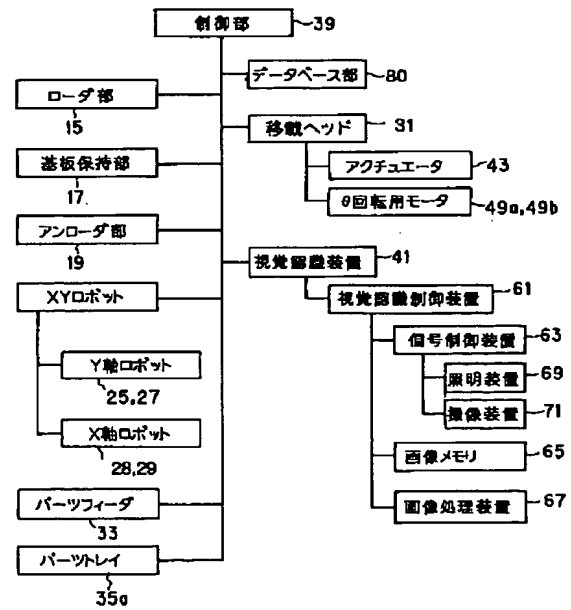 制御部 39
データベース部 80
ローダ部
15
移載ヘッド 31
アクチュエータ 43
基板保持部
17
θ回転用モータ
49a,49b
アンローダ部
19
視覚認識装置 41
視覚認識制御装置 61
XYロボット
信号制御装置 63
Y軸ロボット
25,27
照明装置 69
撮像装置 71
X軸ロボット
28,29
画像メモリ 65
パーツフィーダ
33
画像処理装置 67
パーツトレイ
35a